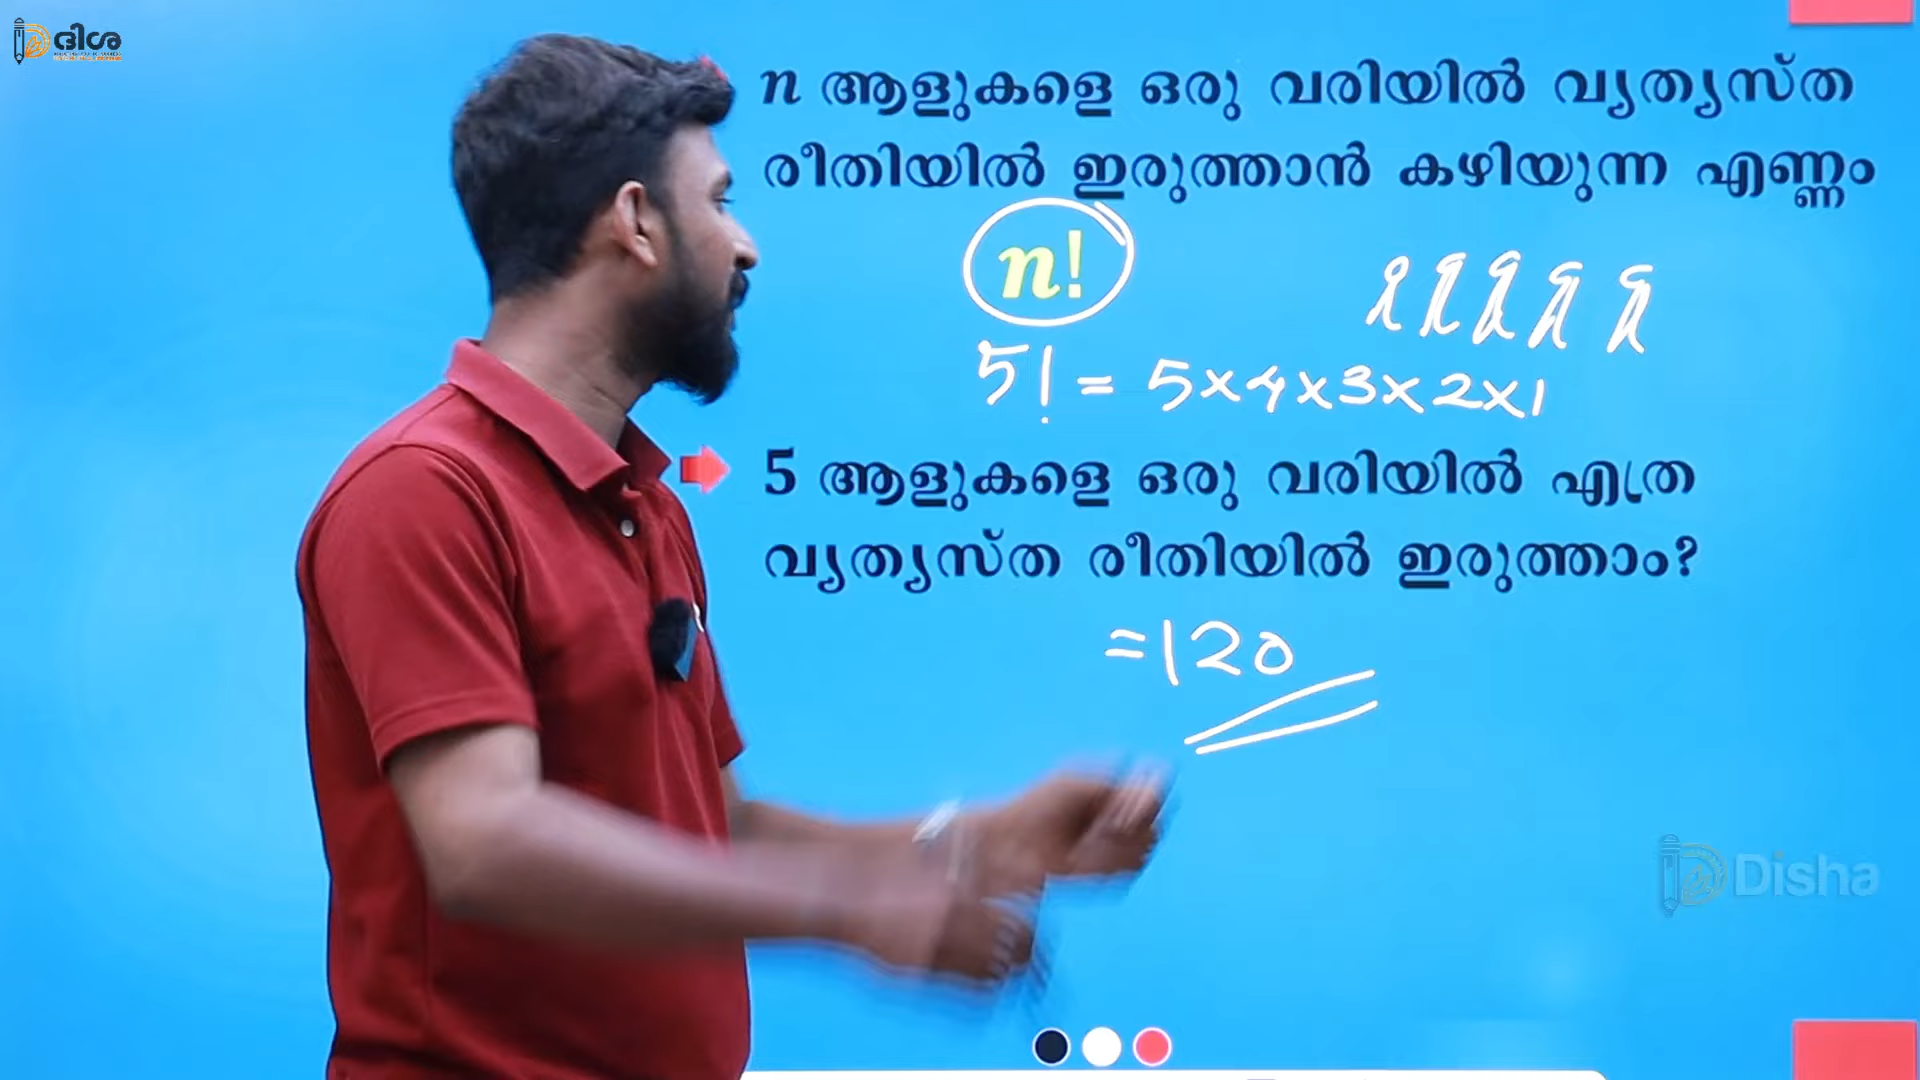 ദിശ
n ആളുകളെ ഒരു വരിയിൽ വ്യത്യസ്ത
രീതിയിൽ ഇരുത്താൻ കഴിയുന്ന എണ്ണം
n!
5! = 5×4×3×2×1
5 ആളുകളെ ഒരു വരിയിൽ എത്ര
വ്യത്യസ്ത രീതിയിൽ ഇരുത്താം?
=120
Disha